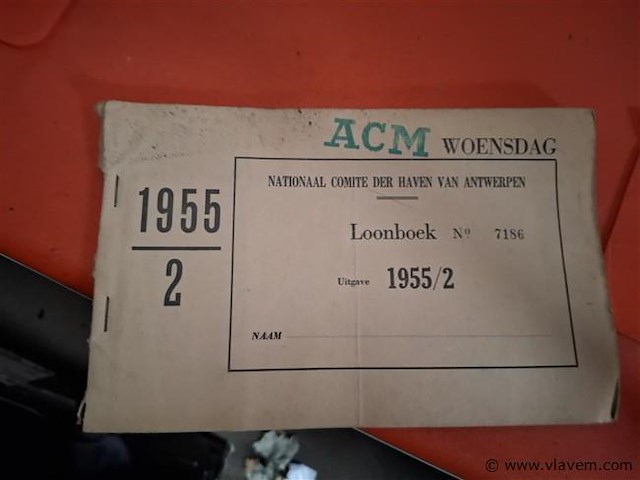 ACM WOENSDAG
1955
2
NATIONAAL COMITE DER HAVEN VAN ANTWERPEN
Loonboek Nº 7186
Uitgave 1955/2
NAAM
© www.vlavem.com